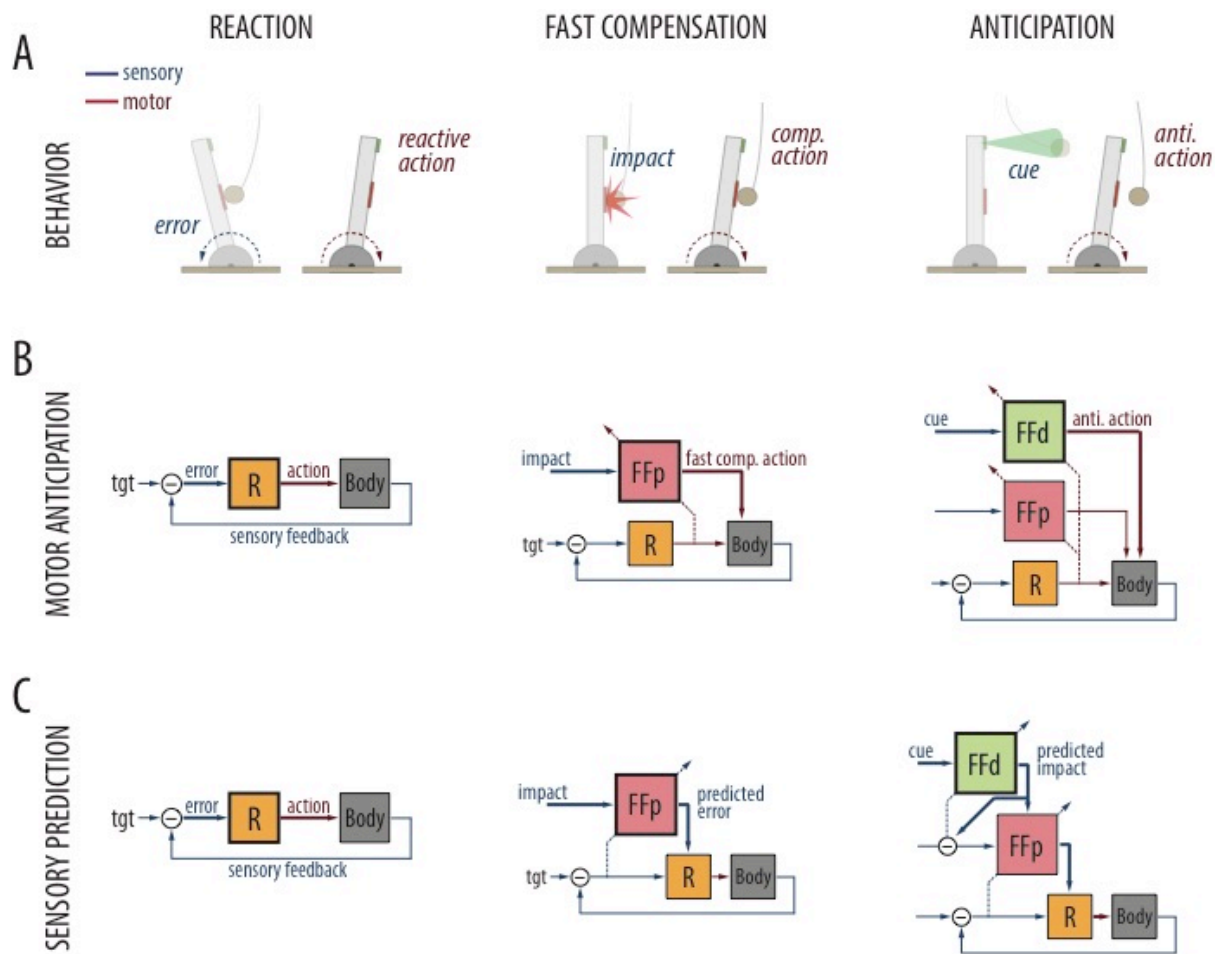 REACTION
FAST COMPENSATION
ANTICIPATION
A
sensory
motor
BEHAVIOR
error
reactive
action
impact
comp.
action
cue
anti.
action
B
MOTOR ANTICIPATION
tgt
error
R
action
Body
sensory feedback
impact
FFp
fast comp. action
tgt
R
Body
cue
FFd
anti. action
FFp
R
Body
C
SENSORY PREDICTION
tgt
error
R
action
Body
sensory feedback
impact
FFp
predicted
error
tgt
R
Body
cue
FFd
predicted
impact
FFp
R
Body